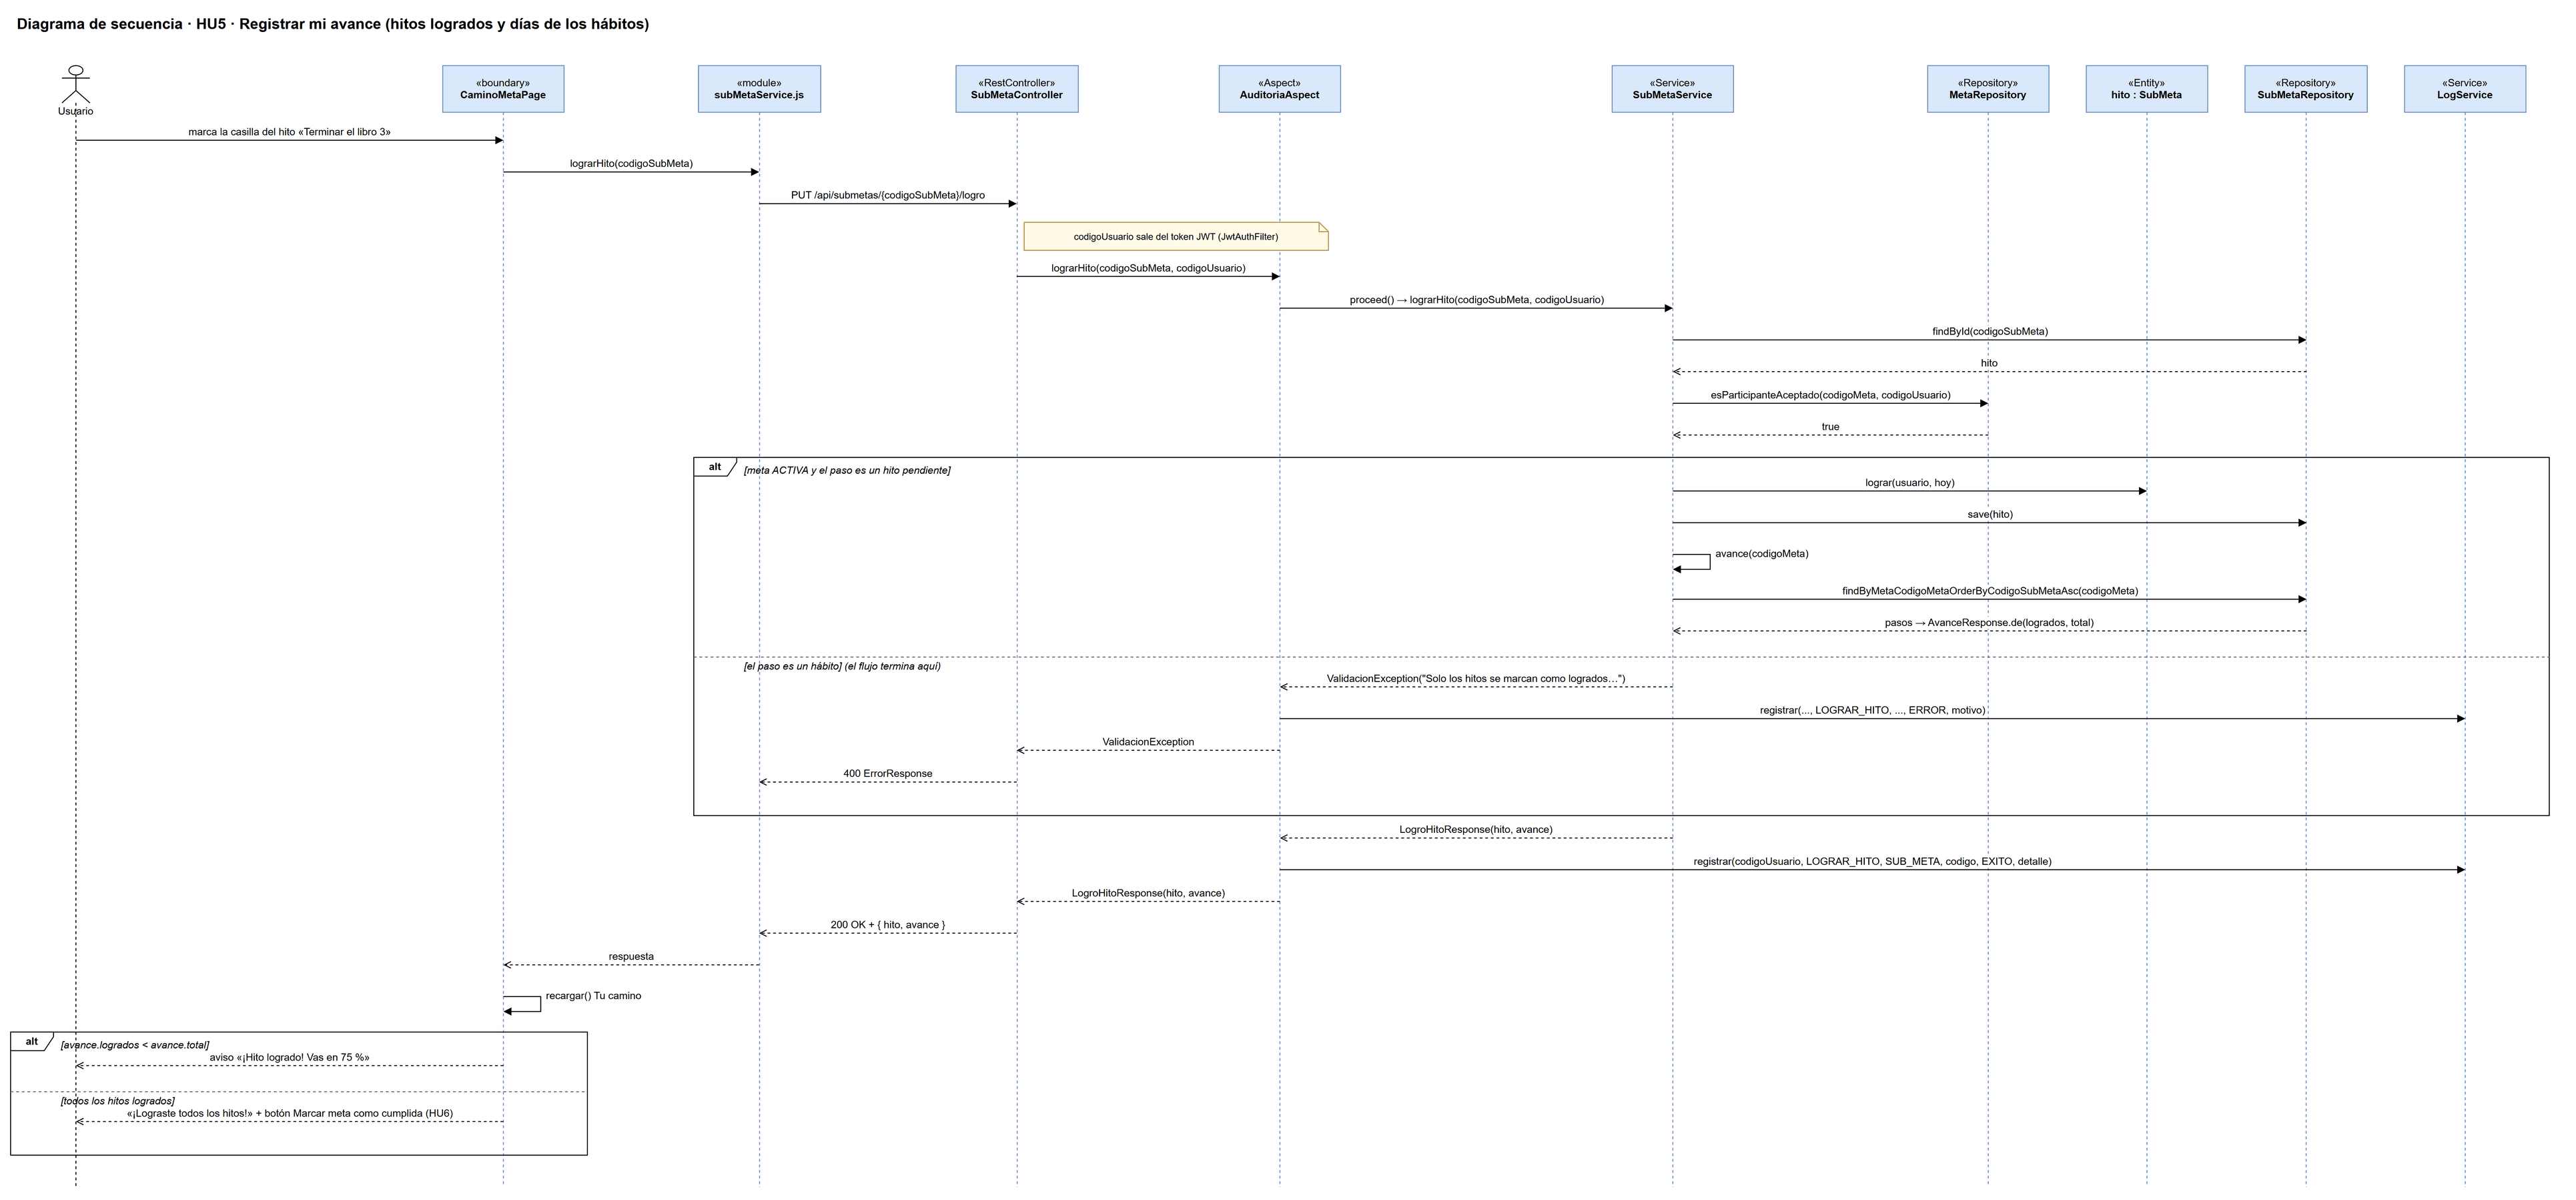 Diagrama de secuencia · HU5 · Registrar mi avance (hitos logrados y días de los hábitos)
Usuario
«boundary»
CaminoMetaPage
«module»
subMetaService.js
«RestController»
SubMetaController
«Aspect»
AuditoriaAspect
«Service»
SubMetaService
«Repository»
MetaRepository
«Entity»
hito : SubMeta
«Repository»
SubMetaRepository
«Service»
LogService
marca la casilla del hito «Terminar el libro 3»
lograrHito(codigoSubMeta)
PUT /api/submetas/{codigoSubMeta}/logro
codigoUsuario sale del token JWT (JwtAuthFilter)
lograrHito(codigoSubMeta, codigoUsuario)
proceed() → lograrHito(codigoSubMeta, codigoUsuario)
findById(codigoSubMeta)
hito
esParticipanteAceptado(codigoMeta, codigoUsuario)
true
alt
[meta ACTIVA y el paso es un hito pendiente]
lograr(usuario, hoy)
save(hito)
avance(codigoMeta)
findByMetaCodigoMetaOrderByCodigoSubMetaAsc(codigoMeta)
pasos → AvanceResponse.de(logrados, total)
[el paso es un hábito] (el flujo termina aquí)
ValidacionException("Solo los hitos se marcan como logrados…")
registrar(..., LOGRAR_HITO, ..., ERROR, motivo)
ValidacionException
400 ErrorResponse
LogroHitoResponse(hito, avance)
registrar(codigoUsuario, LOGRAR_HITO, SUB_META, codigo, EXITO, detalle)
LogroHitoResponse(hito, avance)
200 OK + { hito, avance }
respuesta
recargar() Tu camino
alt
[avance.logrados < avance.total]
aviso «¡Hito logrado! Vas en 75 %»
[todos los hitos logrados]
«¡Lograste todos los hitos!» + botón Marcar meta como cumplida (HU6)